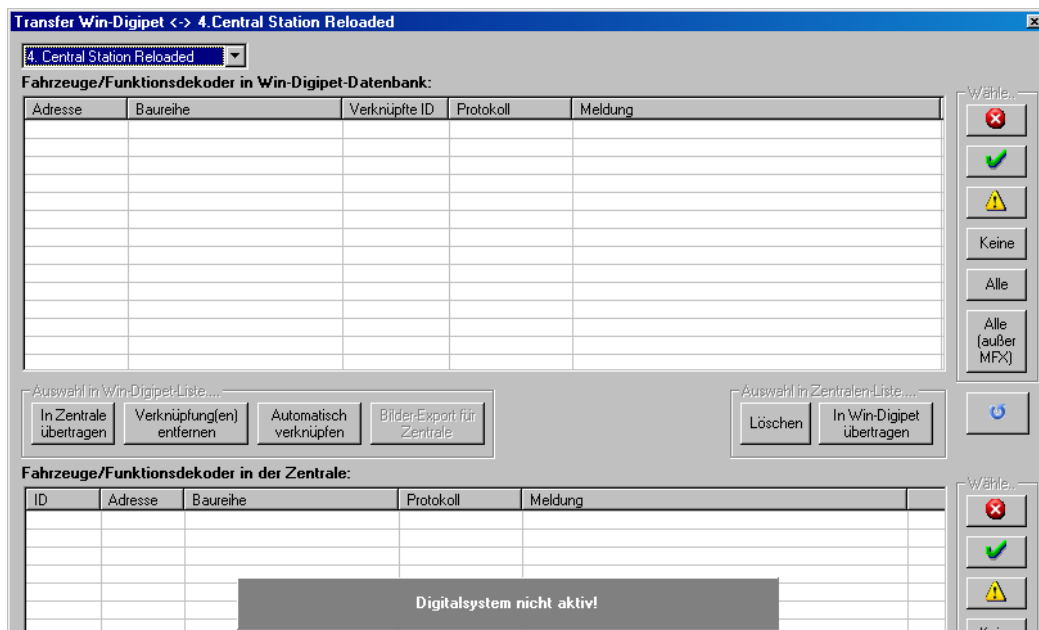 Transfer Win-Digipet <-> 4.Central Station Reloaded
4. Central Station Reloaded
Fahrzeuge/Funktionsdekoder in Win-Digipet-Datenbank:
Adresse Baureihe Verknüpfte ID Protokoll Meldung
Wähle..
Keine
Alle
Alle
(außer
MFX)
Auswahl in Win-Digipet-Liste....
In Zentrale
übertragen
Verknüpfung(en)
entfernen
Automatisch
verknüpfen
Bilder-Export für
Zentrale
Auswahl in Zentralen-Liste....
Löschen
In Win-Digipet
übertragen
Fahrzeuge/Funktionsdekoder in der Zentrale:
ID Adresse Baureihe Protokoll Meldung
Wähle..
Digitalsystem nicht aktiv!